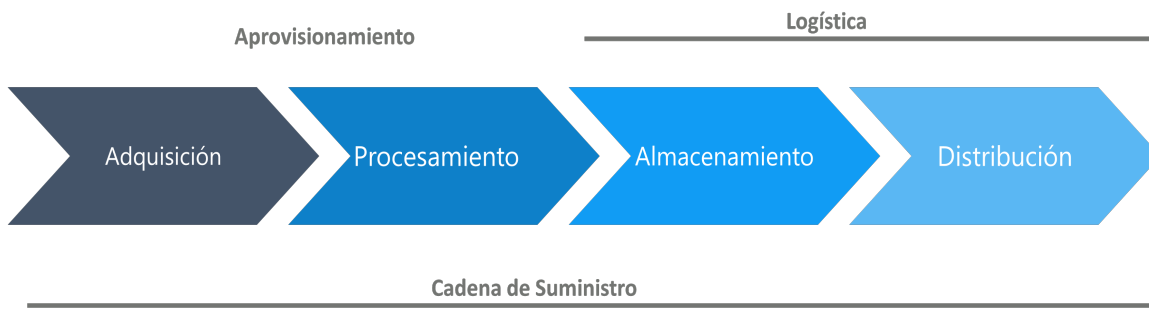 Aprovisionamiento
Logística
Adquisición
Procesamiento
Almacenamiento
Distribución
Cadena de Suministro